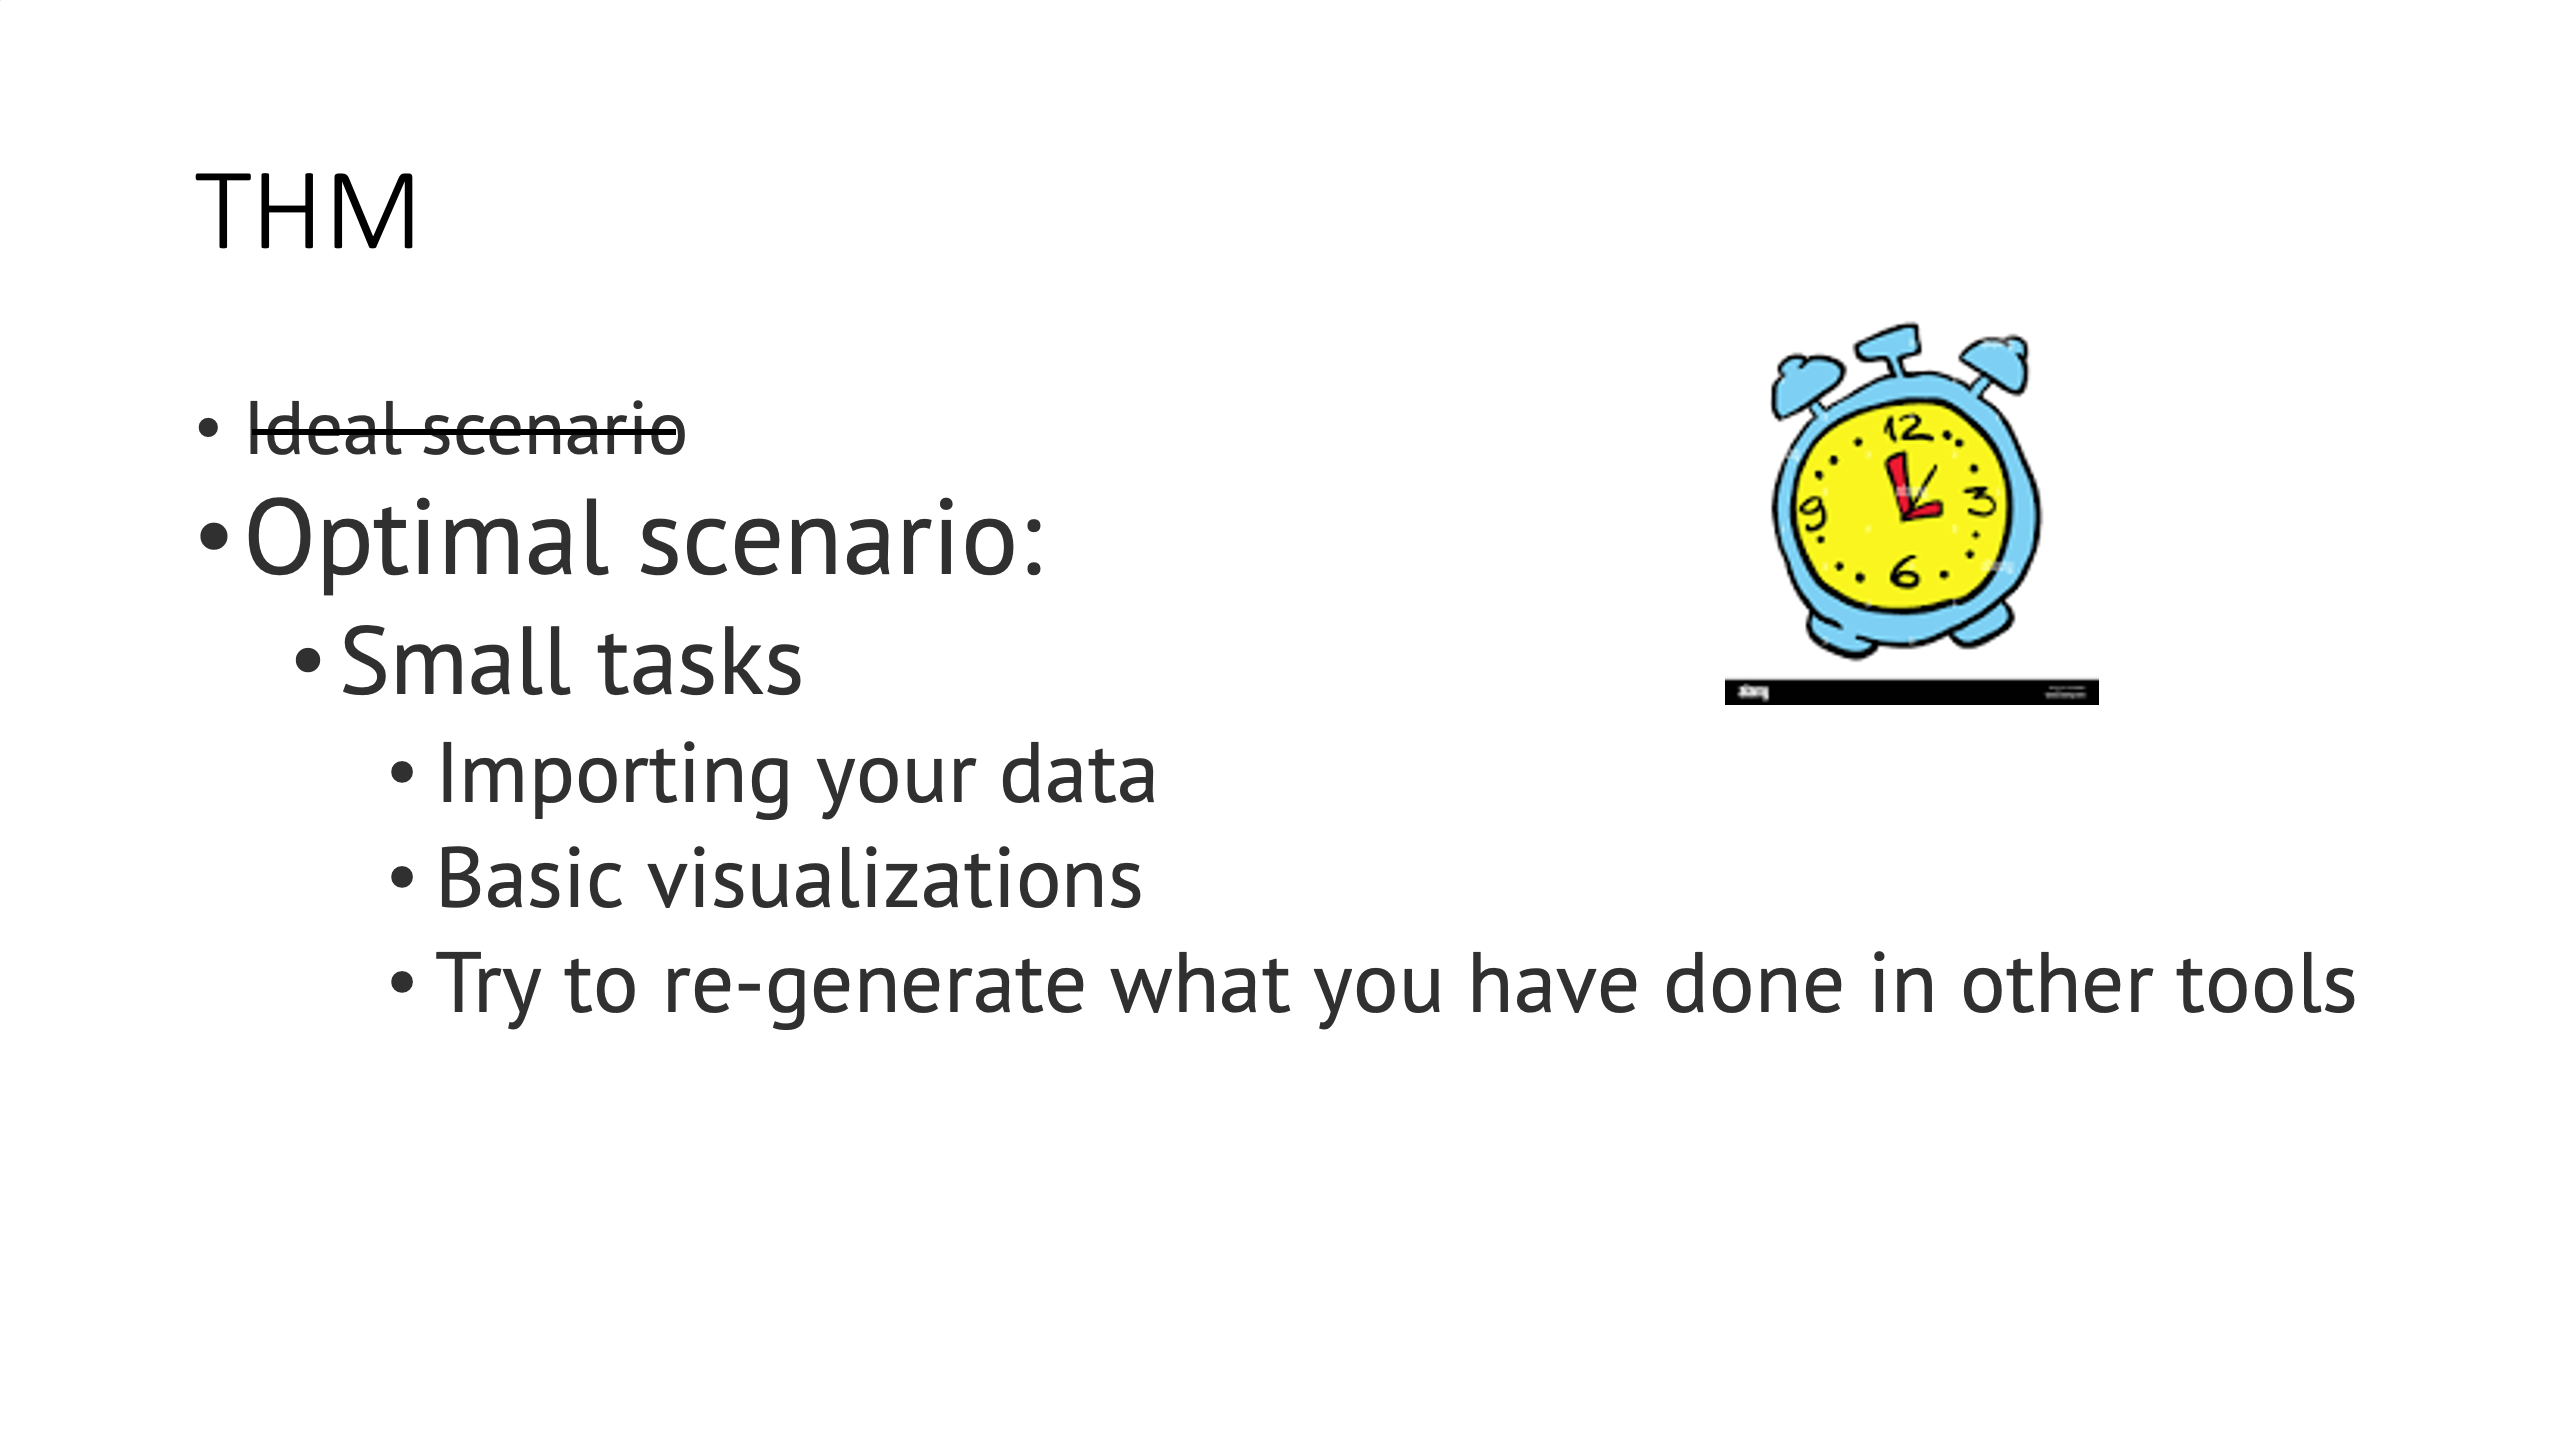 THM
• Ideal scenario
• Optimal scenario:
• Small tasks
• Importing your data
• Basic visualizations
• Try to re-generate what you have done in other tools
12
9
3
6
alamy